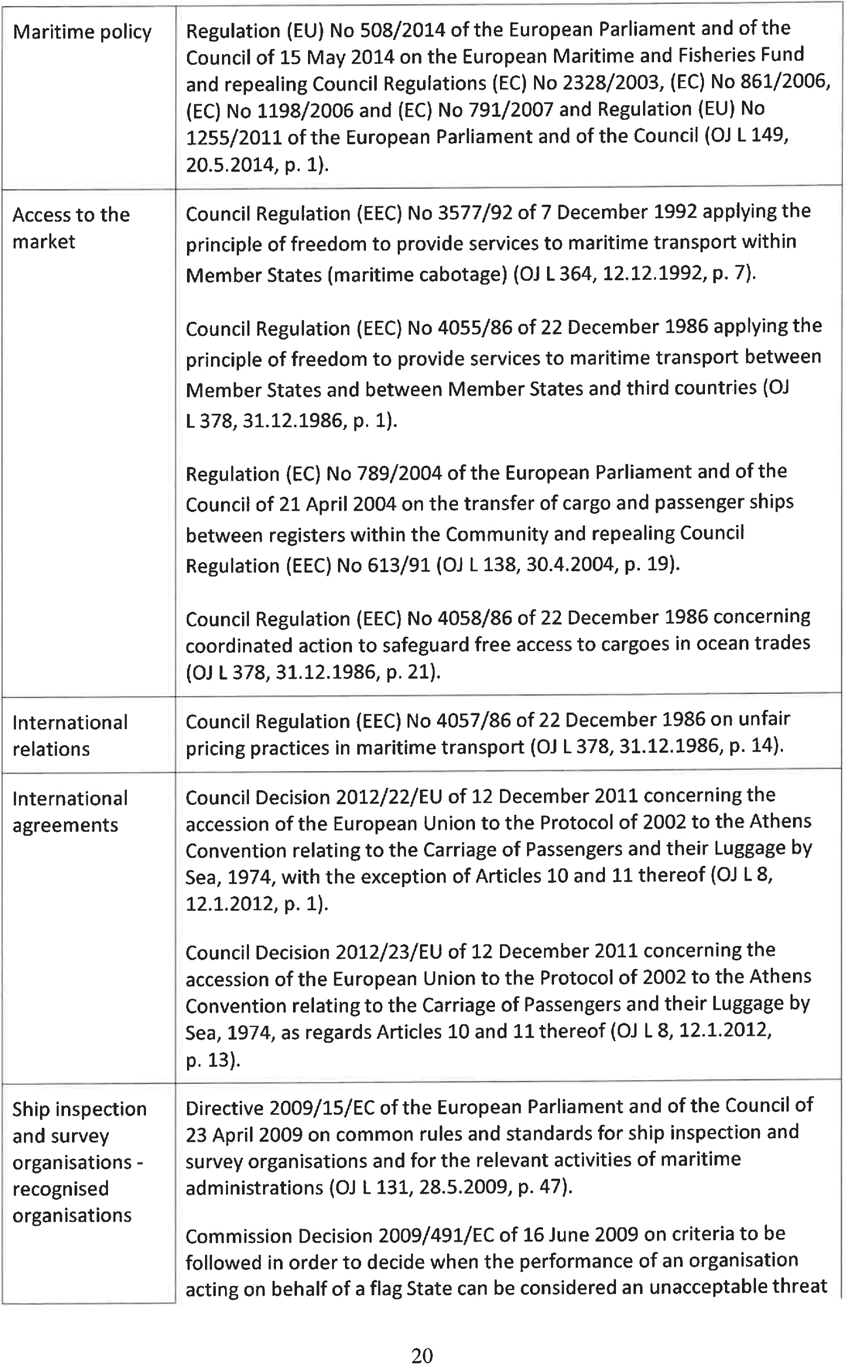 Maritime policy
Regulation (EU) No 508/2014 of the European Parliament and of the
Council of 15 May 2014 on the European Maritime and Fisheries Fund
and repealing Council Regulations (EC) No 2328/2003, (EC) No 861/2006,
(EC) No 1198/2006 and (EC) No 791/2007 and Regulation (EU) No
1255/2011 of the European Parliament and of the Council (OJ L 149,
20.5.2014, p. 1).
Access to the
market
Council Regulation (EEC) No 3577/92 of 7 December 1992 applying the
principle of freedom to provide services to maritime transport within
Member States (maritime cabotage) (OJ L 364, 12.12.1992, p. 7).
Council Regulation (EEC) No 4055/86 of 22 December 1986 applying the
principle of freedom to provide services to maritime transport between
Member States and between Member States and third countries (OJ
L 378, 31.12.1986, p. 1).
Regulation (EC) No 789/2004 of the European Parliament and of the
Council of 21 April 2004 on the transfer of cargo and passenger ships
between registers within the Community and repealing Council
Regulation (EEC) No 613/91 (OJ L 138, 30.4.2004, p. 19).
Council Regulation (EEC) No 4058/86 of 22 December 1986 concerning
coordinated action to safeguard free access to cargoes in ocean trades
(OJ L 378, 31.12.1986, p. 21).
International
relations
Council Regulation (EEC) No 4057/86 of 22 December 1986 on unfair
pricing practices in maritime transport (OJ L 378, 31.12.1986, p. 14).
International
agreements
Council Decision 2012/22/EU of 12 December 2011 concerning the
accession of the European Union to the Protocol of 2002 to the Athens
Convention relating to the Carriage of Passengers and their Luggage by
Sea, 1974, with the exception of Articles 10 and 11 thereof (OJ L 8,
12.1.2012, p. 1).
Council Decision 2012/23/EU of 12 December 2011 concerning the
accession of the European Union to the Protocol of 2002 to the Athens
Convention relating to the Carriage of Passengers and their Luggage by
Sea, 1974, as regards Articles 10 and 11 thereof (OJ L 8, 12.1.2012,
p. 13).
Ship inspection
and survey
organisations -
recognised
organisations
Directive 2009/15/EC of the European Parliament and of the Council of
23 April 2009 on common rules and standards for ship inspection and
survey organisations and for the relevant activities of maritime
administrations (OJ L 131, 28.5.2009, p. 47).
Commission Decision 2009/491/EC of 16 June 2009 on criteria to be
followed in order to decide when the performance of an organisation
acting on behalf of a flag State can be considered an unacceptable threat
20